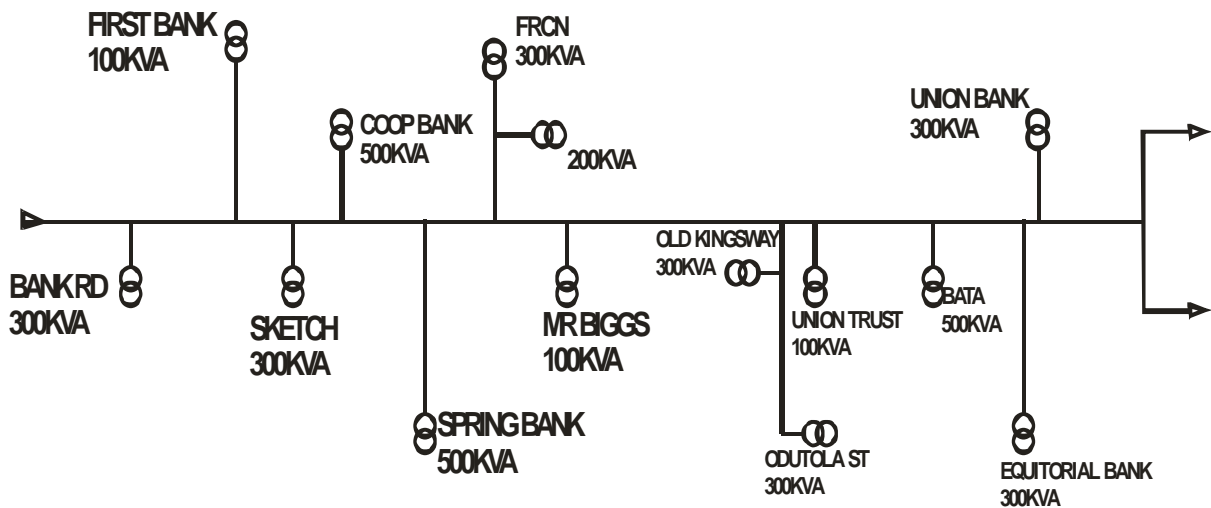 FIRST BANK
100KVA
FRCN
300KVA
COOP BANK
500KVA
200KVA
UNION BANK
300KVA
BANK RD
300KVA
SKETCH
300KVA
SPRING BANK
500KVA
MR BIGGS
100KVA
OLD KINGSWAY
300KVA
UNION TRUST
100KVA
BATA
500KVA
ODUTOLA ST
300KVA
EQUITORIAL BANK
300KVA